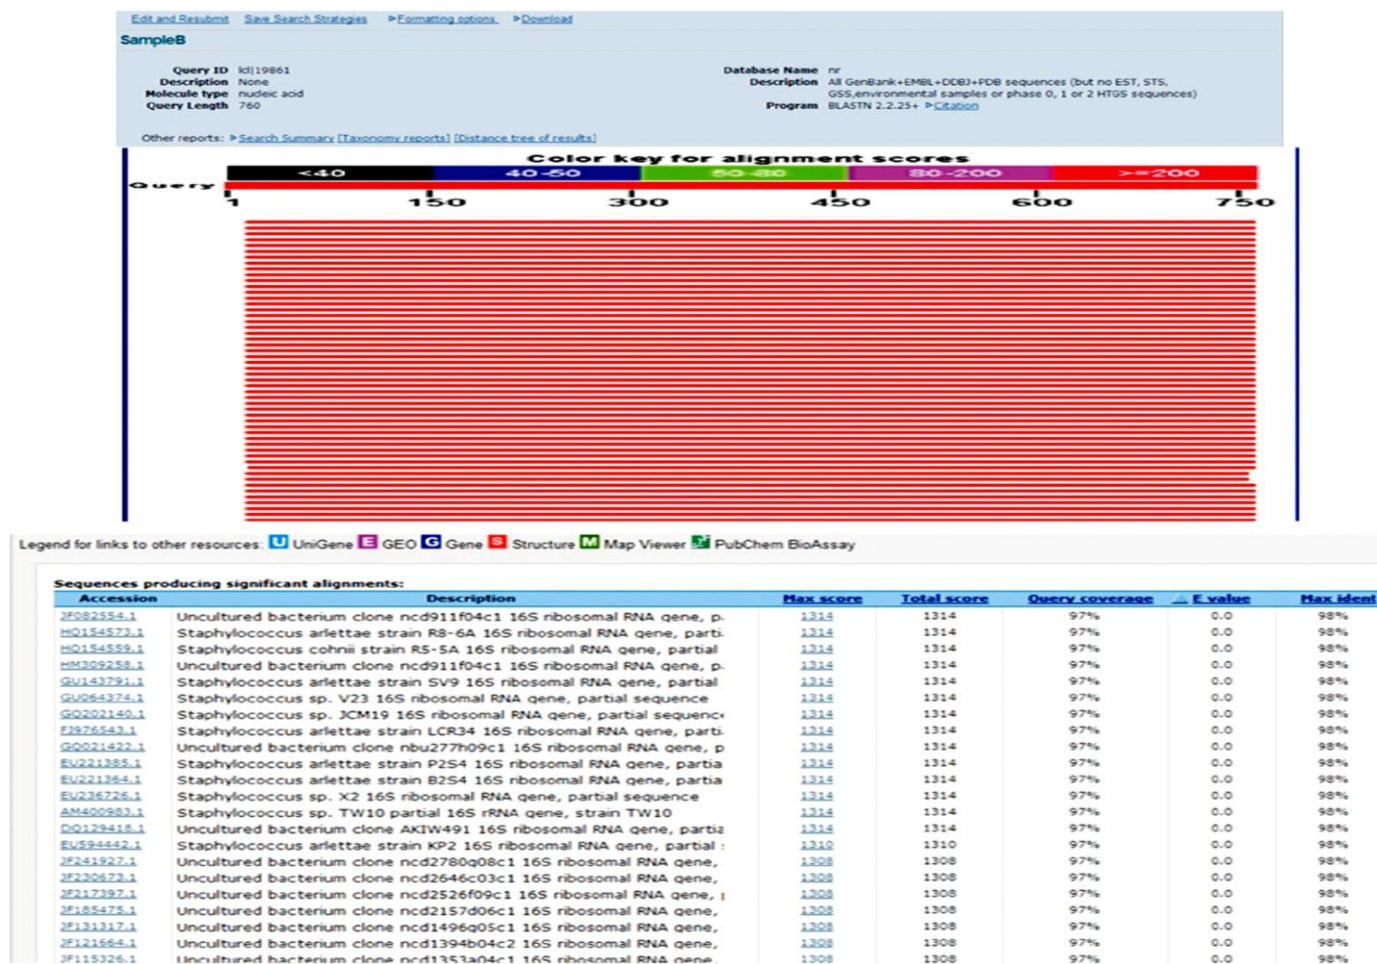 Edit and Resubmit Save Search Strategies ▶Formatting options ▶Download
SampleB
Query ID lcl|19861
Description None
Molecule type nucleic acid
Query Length 760
Database Name nr
Description All GenBank+EMBL+DDBJ+PDB sequences (but no EST, STS,
GSS,environmental samples or phase 0, 1 or 2 HTGS sequences)
Program BLASTN 2.2.25+ ▶Citation
Other reports: ▶Search Summary [Taxonomy reports] [Distance tree of results]
Color key for alignment scores
<40 40-50 50-80 80-200 >=200
Query
1 150 300 450 600 750
Legend for links to other resources: U UniGene E GEO G Gene S Structure M Map Viewer PubChem BioAssay
Sequences producing significant alignments:
Accession Description Max score Total score Query coverage E value Max ident
JF082554.1 Uncultured bacterium clone ncd911f04c1 16S ribosomal RNA gene, p. 1314 1314 97% 0.0 98%
HQ154573.1 Staphylococcus arlettae strain R8-6A 16S ribosomal RNA gene, parti. 1314 1314 97% 0.0 98%
HQ154559.1 Staphylococcus cohnii strain R5-5A 16S ribosomal RNA gene, partial 1314 1314 97% 0.0 98%
HM309258.1 Uncultured bacterium clone ncd911f04c1 16S ribosomal RNA gene, p. 1314 1314 97% 0.0 98%
GU143791.1 Staphylococcus arlettae strain SV9 16S ribosomal RNA gene, partial 1314 1314 97% 0.0 98%
GU064374.1 Staphylococcus sp. V23 16S ribosomal RNA gene, partial sequence 1314 1314 97% 0.0 98%
GQ202140.1 Staphylococcus sp. JCM19 16S ribosomal RNA gene, partial sequenc 1314 1314 97% 0.0 98%
FJ976543.1 Staphylococcus arlettae strain LCR34 16S ribosomal RNA gene, parti. 1314 1314 97% 0.0 98%
GQ021422.1 Uncultured bacterium clone nbu277h09c1 16S ribosomal RNA gene, p 1314 1314 97% 0.0 98%
EU221385.1 Staphylococcus arlettae strain P2S4 16S ribosomal RNA gene, partia 1314 1314 97% 0.0 98%
EU221364.1 Staphylococcus arlettae strain B2S4 16S ribosomal RNA gene, partia 1314 1314 97% 0.0 98%
EU236726.1 Staphylococcus sp. X2 16S ribosomal RNA gene, partial sequence 1314 1314 97% 0.0 98%
AM400983.1 Staphylococcus sp. TW10 partial 16S rRNA gene, strain TW10 1314 1314 97% 0.0 98%
DQ129418.1 Uncultured bacterium clone AKIW491 16S ribosomal RNA gene, partia 1314 1314 97% 0.0 98%
EU594442.1 Staphylococcus arlettae strain KP2 16S ribosomal RNA gene, partial 1310 1310 97% 0.0 98%
JF241927.1 Uncultured bacterium clone ncd2780g08c1 16S ribosomal RNA gene, 1308 1308 97% 0.0 98%
JF230673.1 Uncultured bacterium clone ncd2646c03c1 16S ribosomal RNA gene, 1308 1308 97% 0.0 98%
JF217397.1 Uncultured bacterium clone ncd2526f09c1 16S ribosomal RNA gene, 1308 1308 97% 0.0 98%
JF185475.1 Uncultured bacterium clone ncd2157d06c1 16S ribosomal RNA gene, 1308 1308 97% 0.0 98%
JF131317.1 Uncultured bacterium clone ncd1496g05c1 16S ribosomal RNA gene, 1308 1308 97% 0.0 98%
JF121664.1 Uncultured bacterium clone ncd1394b04c2 16S ribosomal RNA gene, 1308 1308 97% 0.0 98%
JF115326.1 Uncultured bacterium clone ncd1353a04c1 16S ribosomal RNA gene. 1308 1308 97% 0.0 98%